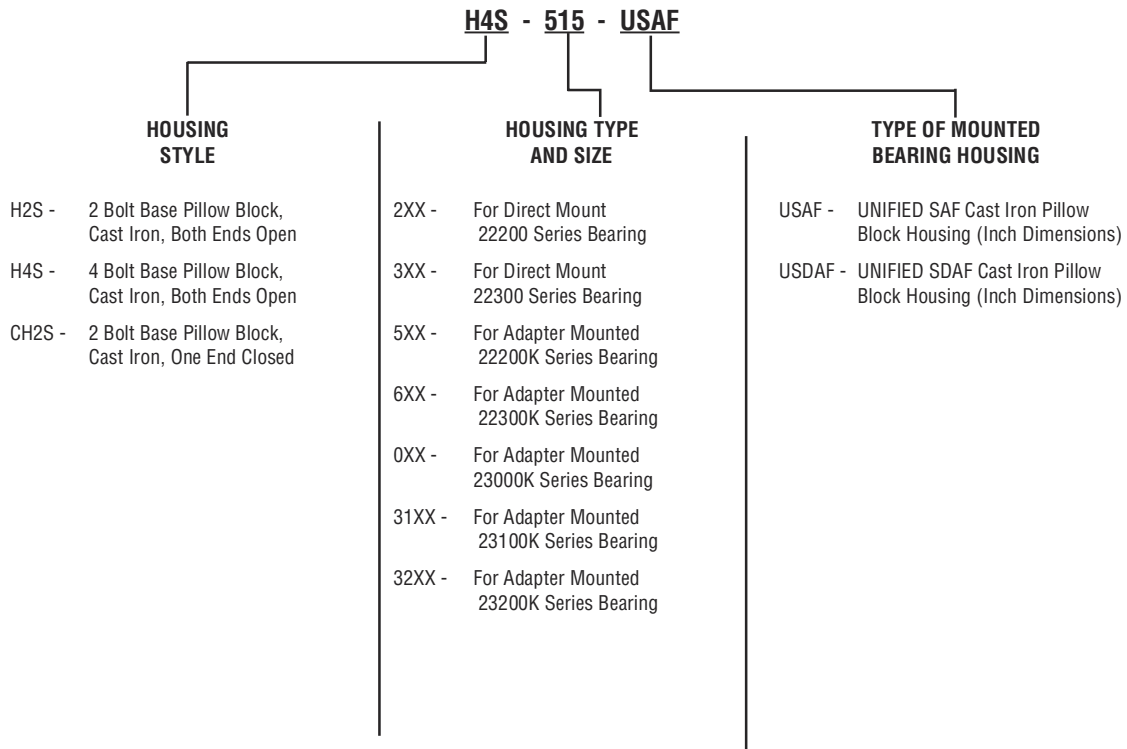 H4S - 515 - USAF
HOUSING
STYLE
H2S - 2 Bolt Base Pillow Block,
Cast Iron, Both Ends Open
H4S - 4 Bolt Base Pillow Block,
Cast Iron, Both Ends Open
CH2S - 2 Bolt Base Pillow Block,
Cast Iron, One End Closed
HOUSING TYPE
AND SIZE
2XX - For Direct Mount
22200 Series Bearing
3XX - For Direct Mount
22300 Series Bearing
5XX - For Adapter Mounted
22200K Series Bearing
6XX - For Adapter Mounted
22300K Series Bearing
0XX - For Adapter Mounted
23000K Series Bearing
31XX - For Adapter Mounted
23100K Series Bearing
32XX - For Adapter Mounted
23200K Series Bearing
TYPE OF MOUNTED
BEARING HOUSING
USAF - UNIFIED SAF Cast Iron Pillow
Block Housing (Inch Dimensions)
USDAF - UNIFIED SDAF Cast Iron Pillow
Block Housing (Inch Dimensions)